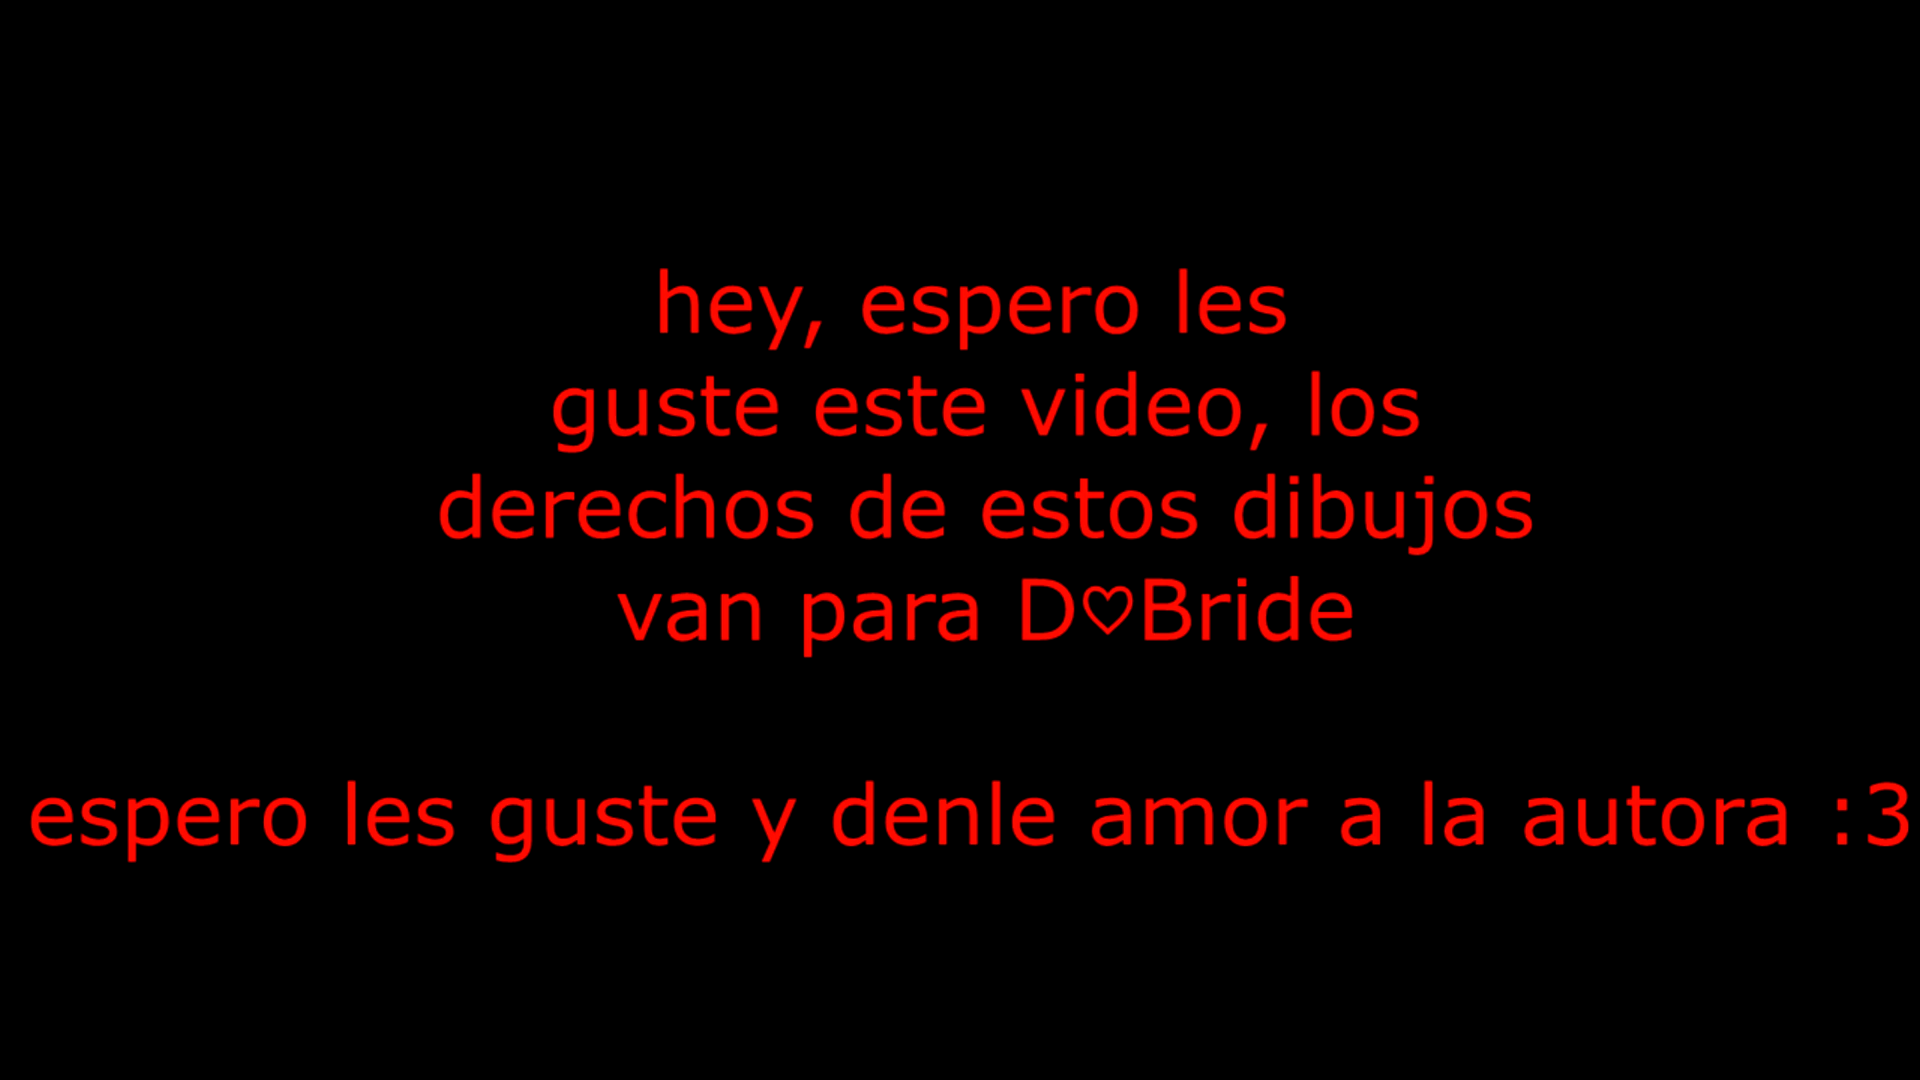 hey, espero les
guste este video, los
derechos de estos dibujos
van para D♡Bride
espero les guste y denle amor a la autora :3